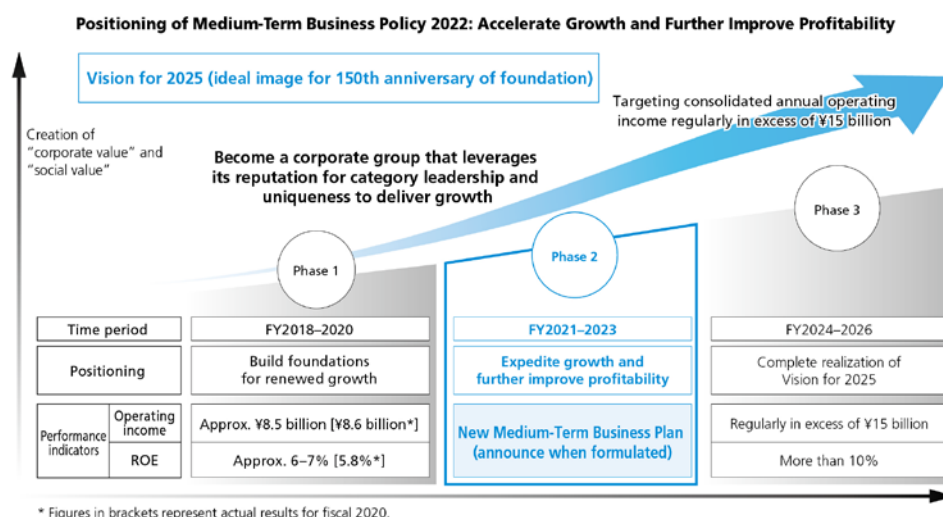 Positioning of Medium-Term Business Policy 2022: Accelerate Growth and Further Improve Profitability
Vision for 2025 (ideal image for 150th anniversary of foundation)
Targeting consolidated annual operating
income regularly in excess of ¥15 billion
Creation of
“corporate value” and
“social value”
Become a corporate group that leverages
its reputation for category leadership and
uniqueness to deliver growth
Phase 1
Phase 2
Phase 3
Time period
FY2018–2020
FY2021–2023
FY2024–2026
Positioning
Build foundations
for renewed growth
Expedite growth and
further improve profitability
Complete realization of
Vision for 2025
Performance
indicators
Operating
income
Approx. ¥8.5 billion [¥8.6 billion*]
New Medium-Term Business Plan
(announce when formulated)
Regularly in excess of ¥15 billion
ROE
Approx. 6–7% [5.8%*]
More than 10%
* Figures in brackets represent actual results for fiscal 2020.